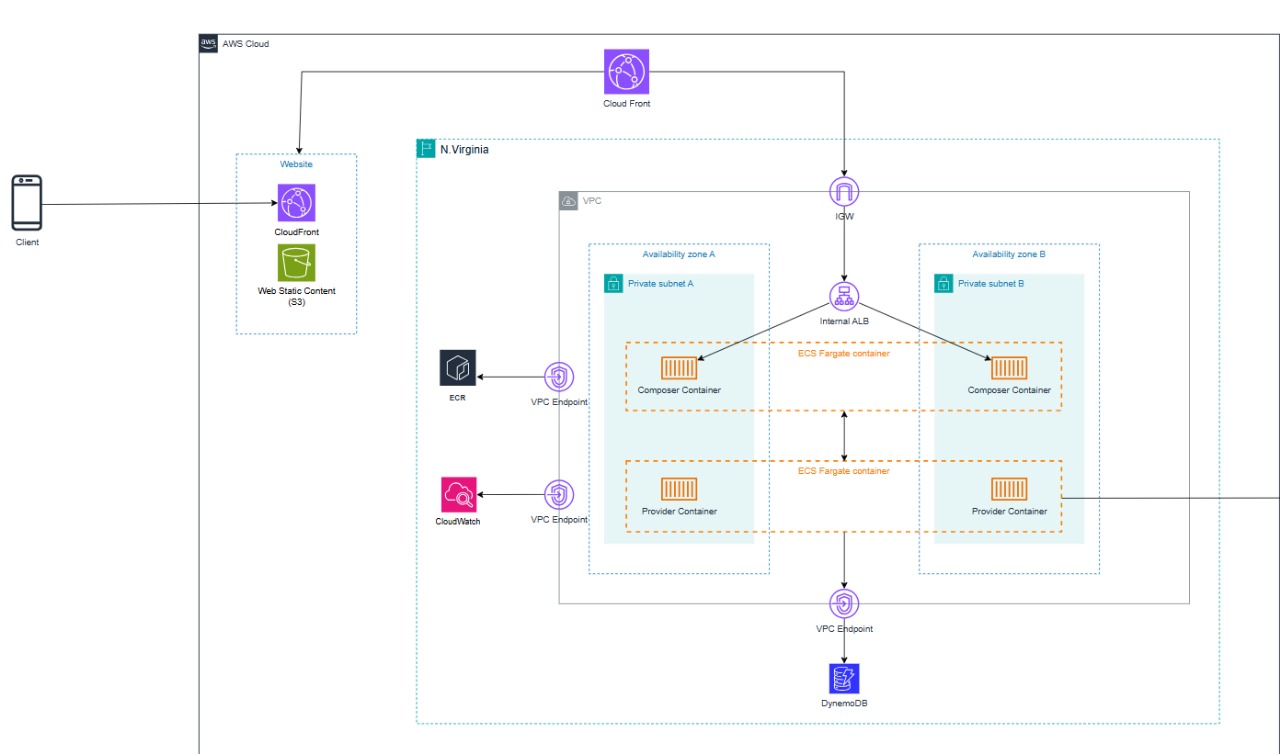 aws
AWS Cloud
Cloud Front
N.Virginia
Website
CloudFront
Web Static Content
(S3)
Client
VPC
IGW
Availability zone A
Availability zone B
Private subnet A
Private subnet B
Internal ALB
ECS Fargate container
Composer Container
Composer Container
ECR
VPC Endpoint
ECS Fargate container
Provider Container
Provider Container
CloudWatch
VPC Endpoint
VPC Endpoint
DynemoDB